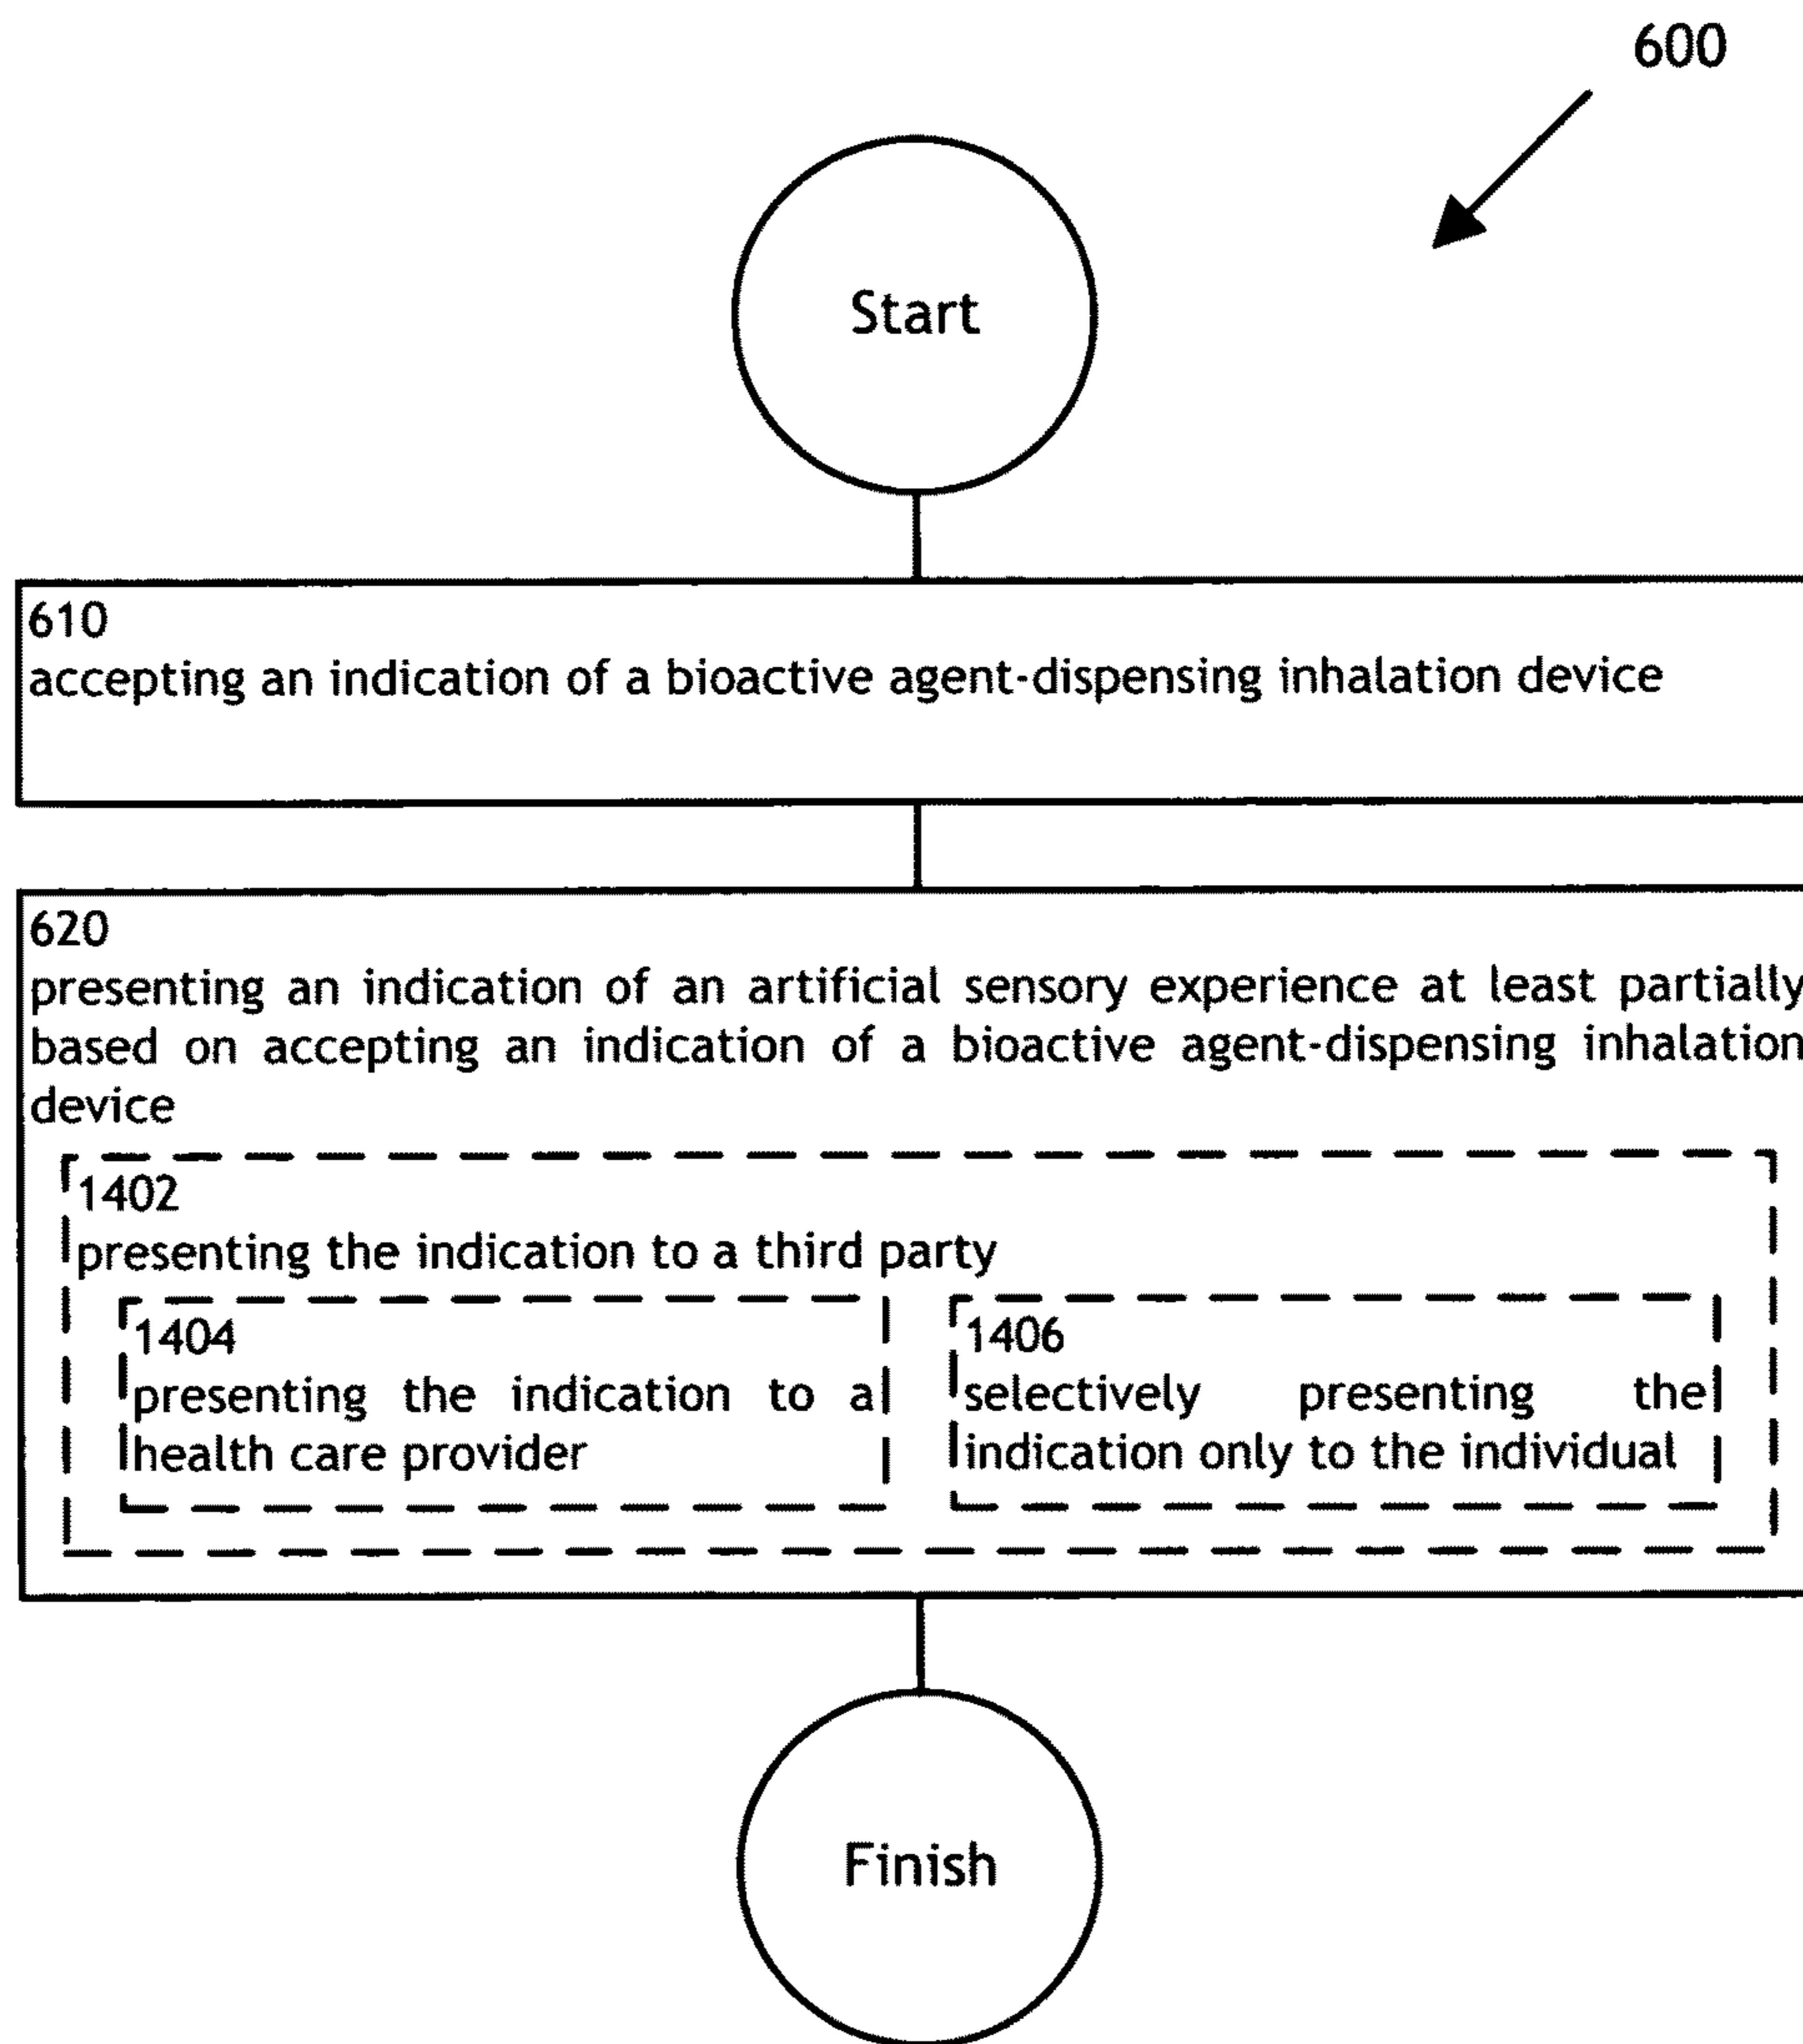 600
Start
610
accepting an indication of a bioactive agent-dispensing inhalation device
620
presenting an indication of an artificial sensory experience at least partially
based on accepting an indication of a bioactive agent-dispensing inhalation
device
1402
presenting the indication to a third party
1404
presenting the indication to a
health care provider
1406
selectively presenting the
indication only to the individual
Finish